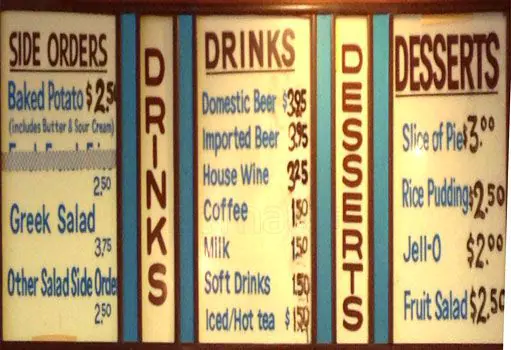 SIDE ORDERS
Baked Potato $2.50
(includes Butter & Sour Cream)
2.50
Greek Salad
3.75
Other Salad Side Orde
2.50
DRINKS
DRINKS
Domestic Beer $3.95
Imported Beer 3.75
House Wine 3.25
Coffee 1.50
Milk 1.50
Soft Drinks 1.50
Iced/Hot tea $1.50
DESSERTS
DESSERTS
Slice of Pie $3.00
Rice Pudding $2.50
Jell-O $2.00
Fruit Salad $2.50